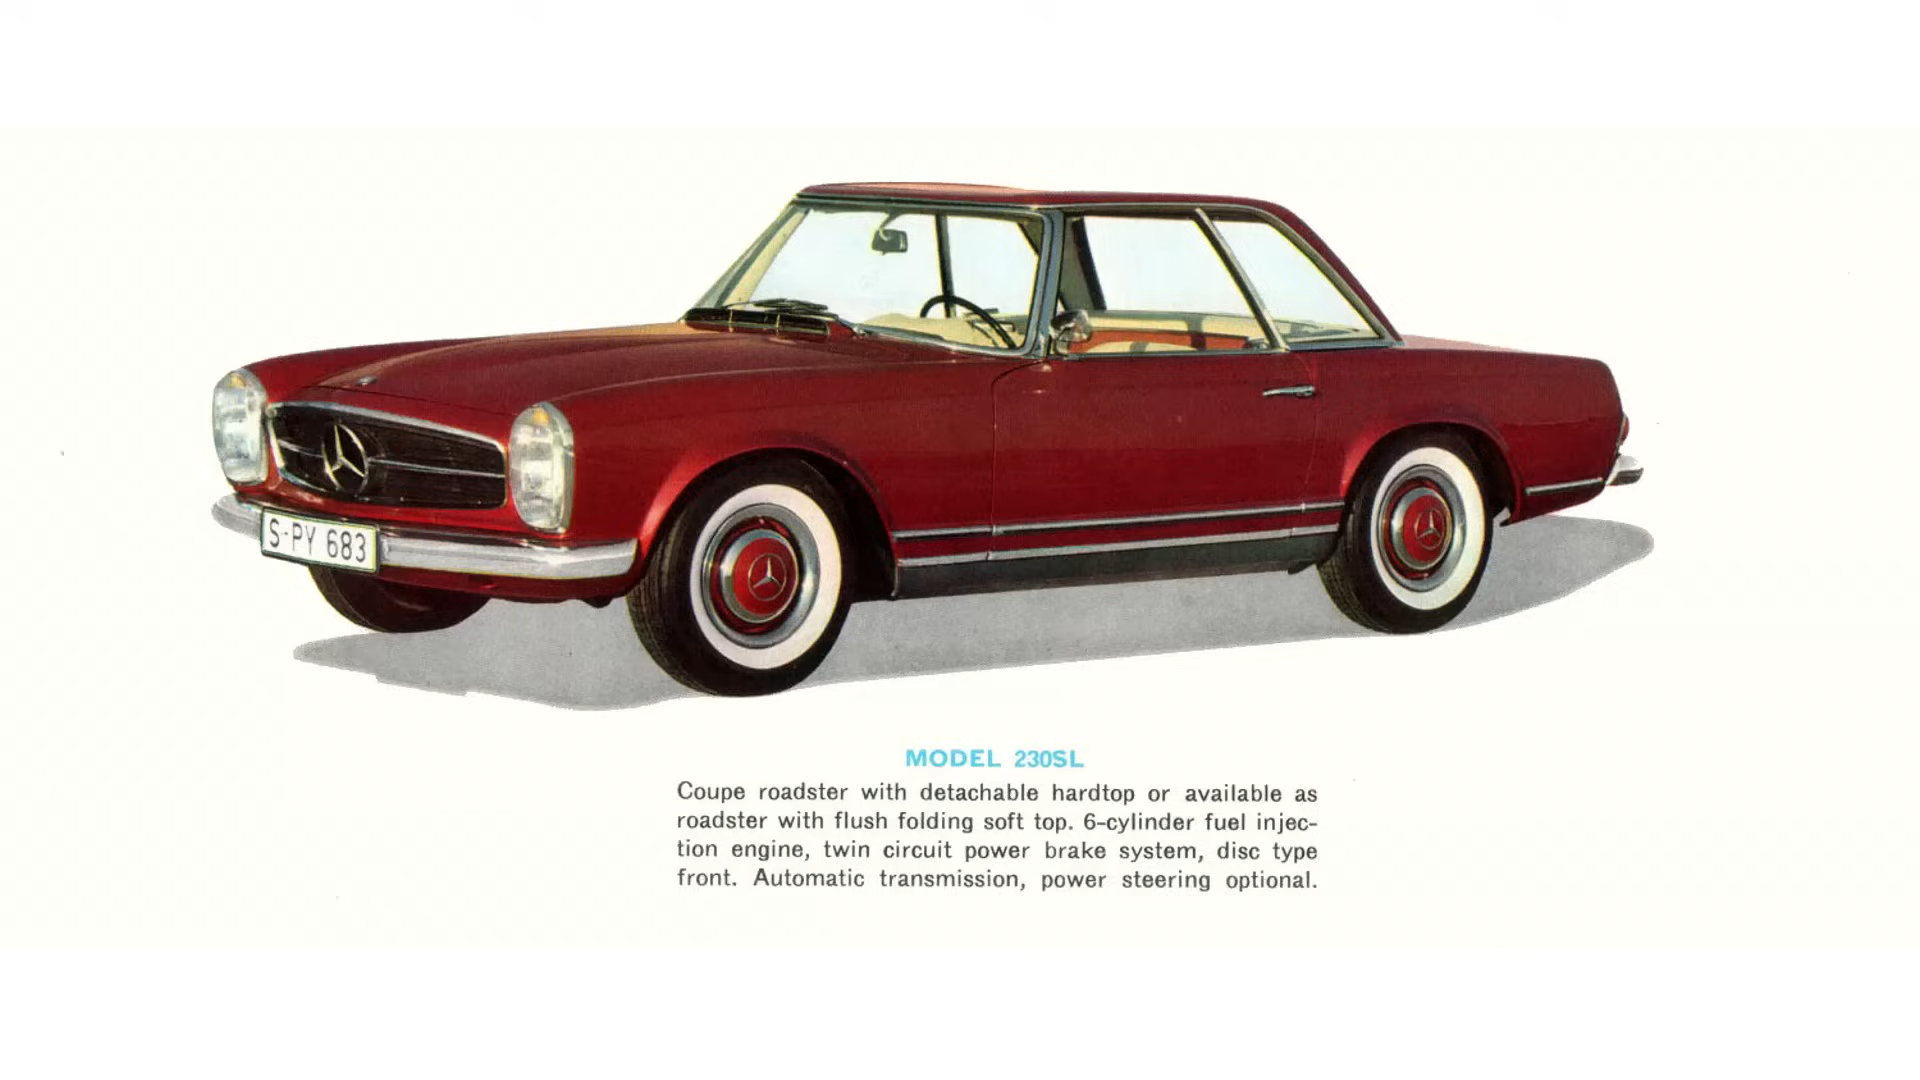 S-PY 683
MODEL 230SL
Coupe roadster with detachable hardtop or available as
roadster with flush folding soft top. 6-cylinder fuel injec-
tion engine, twin circuit power brake system, disc type
front. Automatic transmission, power steering optional.